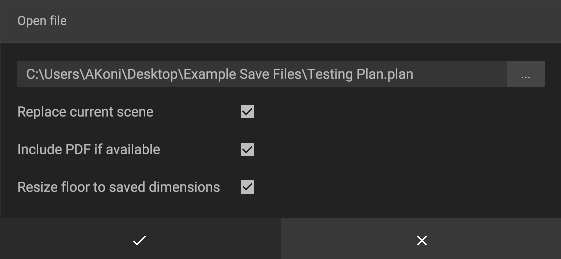 Open file
C:\Users\AKoni\Desktop\Example Save Files\Testing Plan.plan ...
Replace current scene
Include PDF if available
Resize floor to saved dimensions